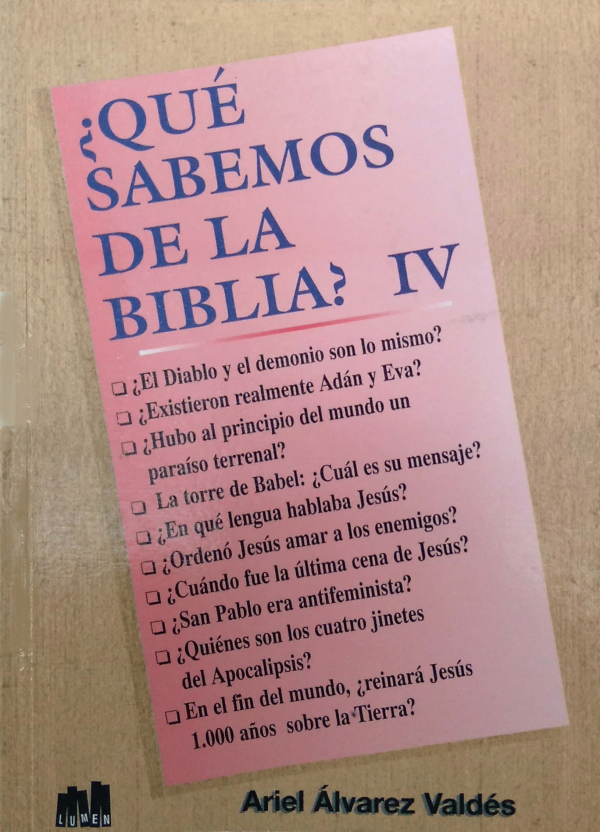 ¿QUÉ
SABEMOS
DE LA
BIBLIA? IV
❏ ¿El Diablo y el demonio son lo mismo?
❏ ¿Existieron realmente Adán y Eva?
❏ ¿Hubo al principio del mundo un
paraíso terrenal?
❏ La torre de Babel: ¿Cuál es su mensaje?
❏ ¿En qué lengua hablaba Jesús?
❏ ¿Ordenó Jesús amar a los enemigos?
❏ ¿Cuándo fue la última cena de Jesús?
❏ ¿San Pablo era antifeminista?
❏ ¿Quiénes son los cuatro jinetes
del Apocalipsis?
❏ En el fin del mundo, ¿reinará Jesús
1.000 años sobre la Tierra?
LUMEN
Ariel Álvarez Valdés